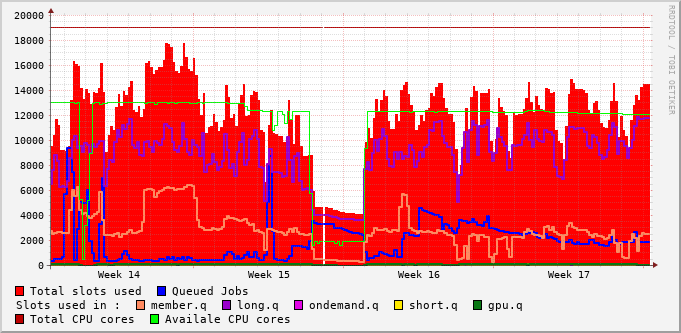 20000
18000
16000
14000
12000
10000
8000
6000
4000
2000
0
Week 14 Week 15 Week 16 Week 17
RRDTOOL / TOBI OETIKER
Total slots used Queued Jobs
Slots used in : member.q long.q ondemand.q short.q gpu.q
Total CPU cores Availale CPU cores